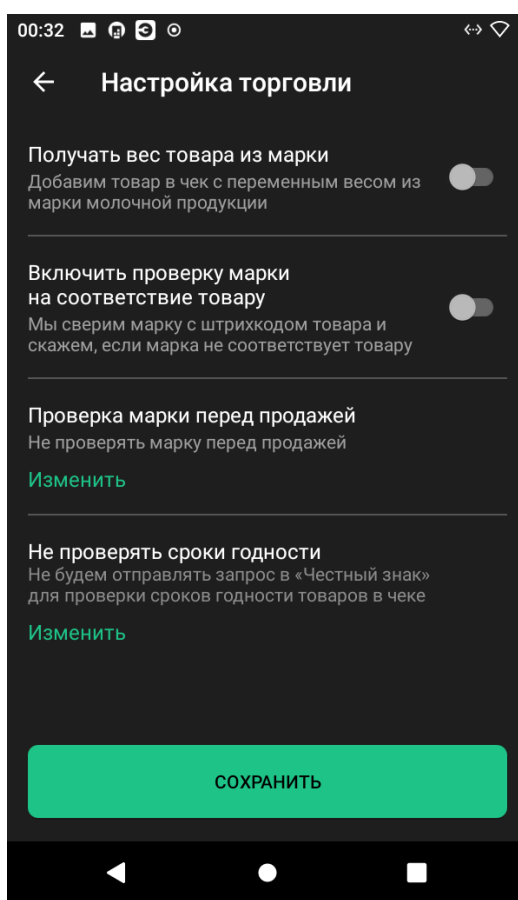 00:32
Настройка торговли
Получать вес товара из марки
Добавим товар в чек с переменным весом из
марки молочной продукции
Включить проверку марки
на соответствие товару
Мы сверим марку с штрихкодом товара и
скажем, если марка не соответствует товару
Проверка марки перед продажей
Не проверять марку перед продажей
Изменить
Не проверять сроки годности
Не будем отправлять запрос в «Честный знак»
для проверки сроков годности товаров в чеке
Изменить
СОХРАНИТЬ